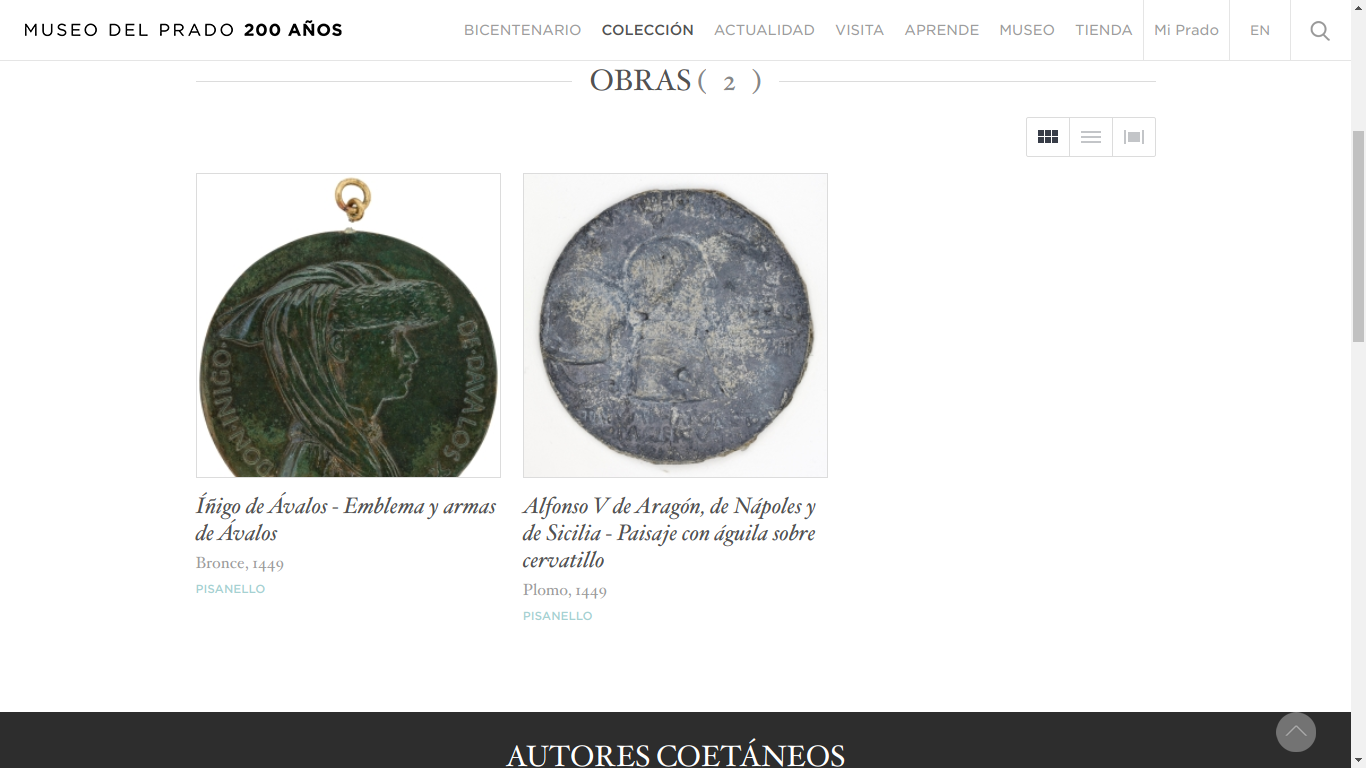 MUSEO DEL PRADO 200 AÑOS
BICENTENARIO COLECCIÓN ACTUALIDAD VISITA APRENDE MUSEO TIENDA Mi Prado EN
OBRAS ( 2 )
DON·INIGO· ·DE·DAVALOS·
Íñigo de Ávalos - Emblema y armas
de Ávalos
Bronce, 1449
PISANELLO
Alfonso V de Aragón, de Nápoles y
de Sicilia - Paisaje con águila sobre
cervatillo
Plomo, 1449
PISANELLO
AUTORES COETÁNEOS